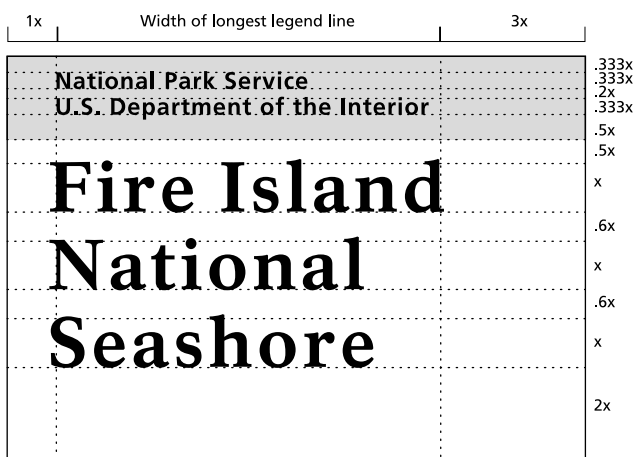 1x Width of longest legend line 3x
.333x
National Park Service .333x
.2x
U.S. Department of the Interior .333x
.5x
.5x
Fire Island x
.6x
National x
.6x
Seashore x
2x